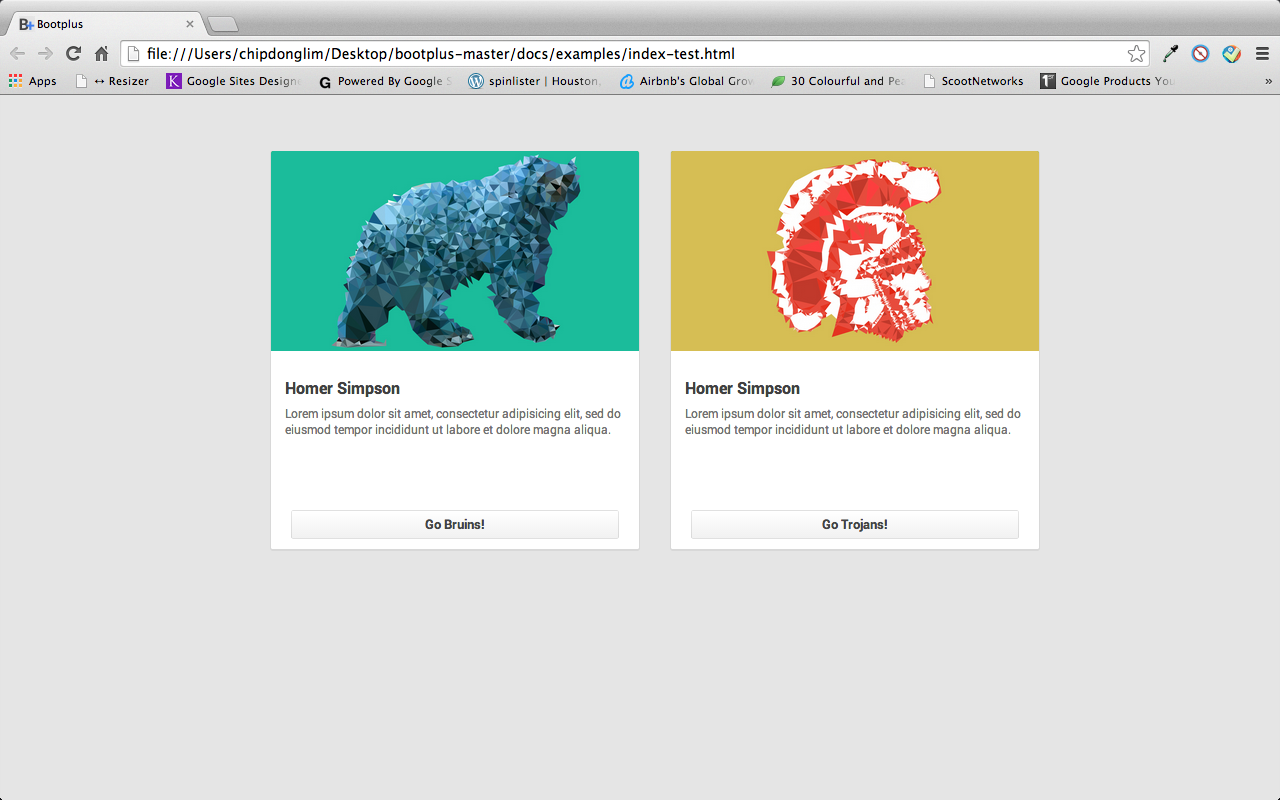 B+ Bootplus
file:///Users/chipdonglim/Desktop/bootplus-master/docs/examples/index-test.html
Apps ↔ Resizer K Google Sites Designe G Powered By Google S spinlister | Houston, Airbnb's Global Grow 30 Colourful and Pea ScootNetworks 1st Google Products You »
Homer Simpson Homer Simpson
Lorem ipsum dolor sit amet, consectetur adipisicing elit, sed do Lorem ipsum dolor sit amet, consectetur adipisicing elit, sed do
eiusmod tempor incididunt ut labore et dolore magna aliqua. eiusmod tempor incididunt ut labore et dolore magna aliqua.
Go Bruins! Go Trojans!